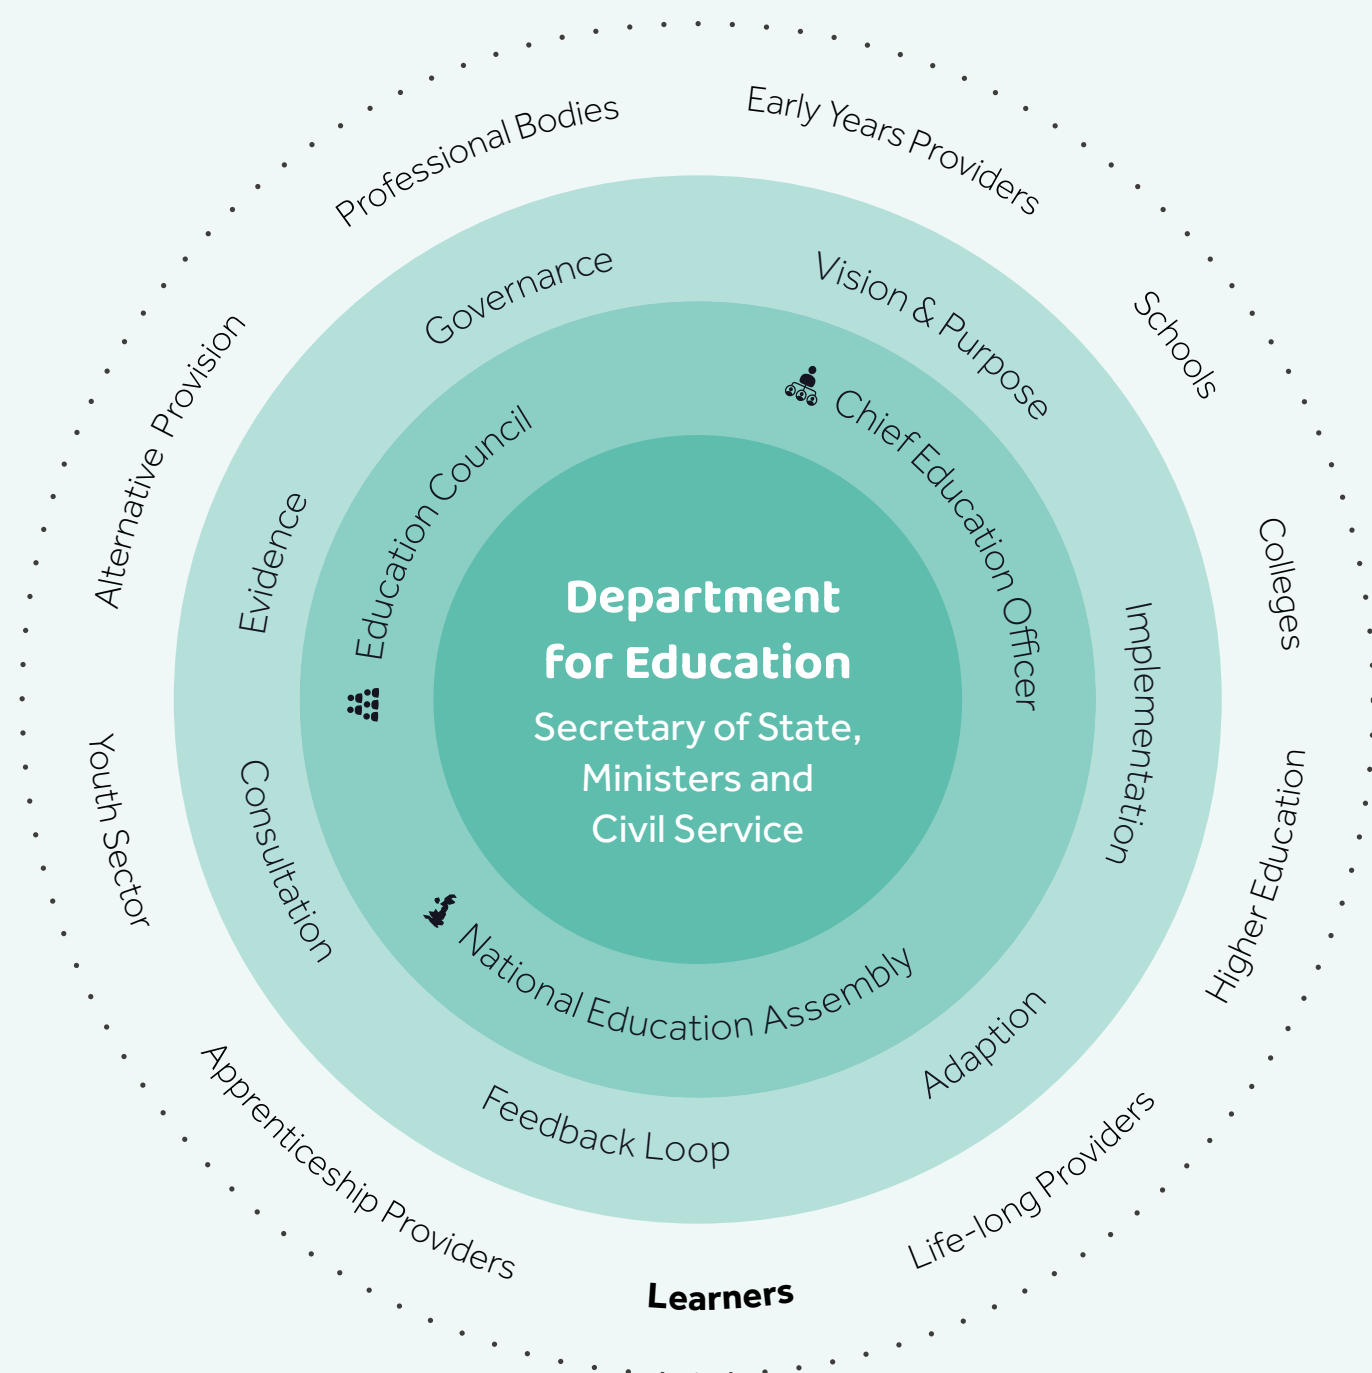 Department
for Education
Secretary of State,
Ministers and
Civil Service
Chief Education Officer
National Education Assembly
Education Council
Vision & Purpose
Implementation
Adaption
Feedback Loop
Consultation
Evidence
Governance
Early Years Providers
Schools
Colleges
Higher Education
Life-long Providers
Learners
Apprenticeship Providers
Youth Sector
Alternative Provision
Professional Bodies